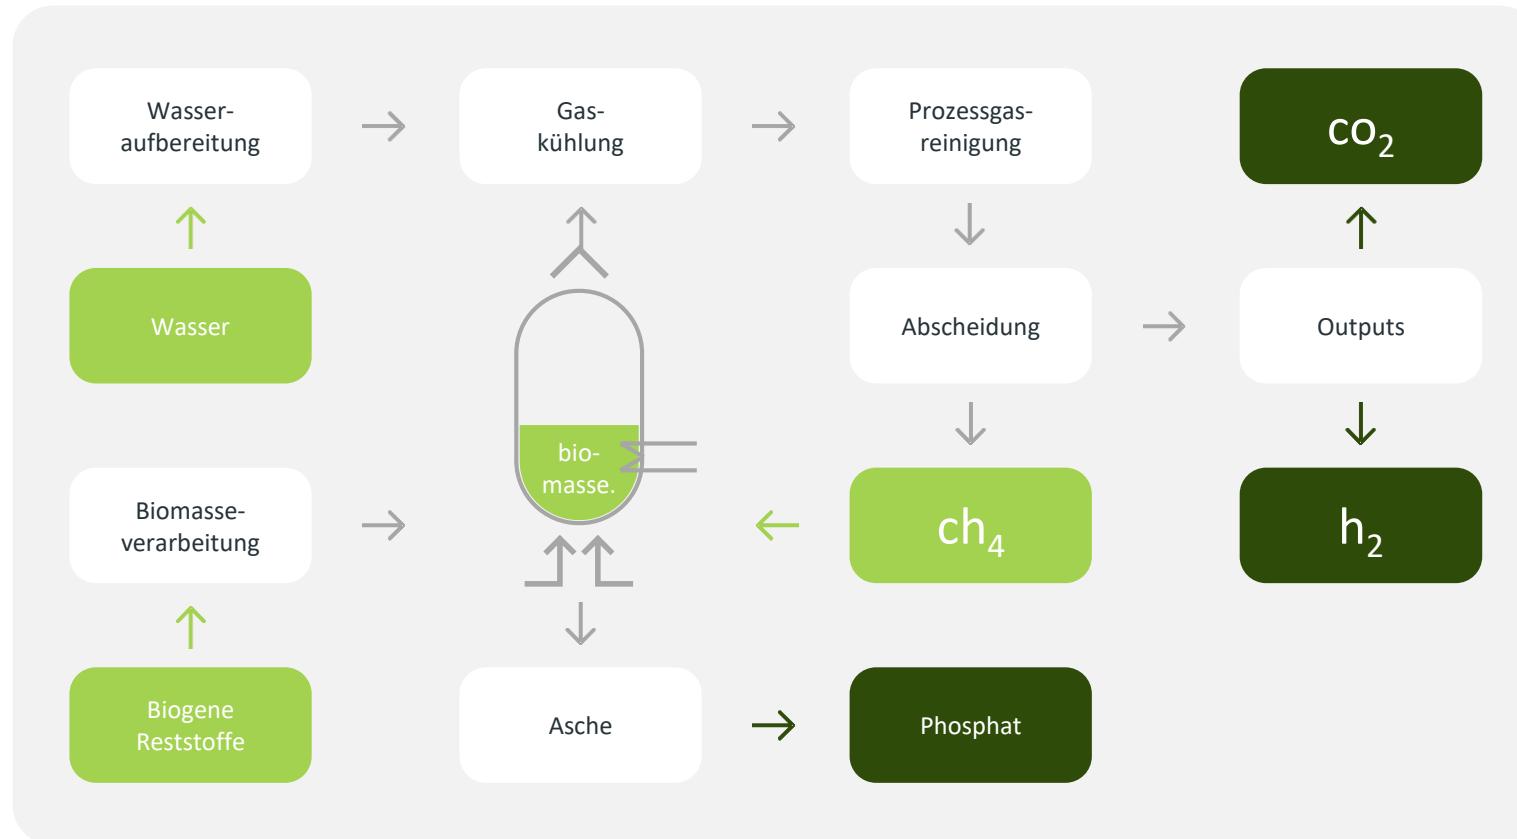 Wasser-
aufbereitung
Gas-
kühlung
Prozessgas-
reinigung
co₂
Wasser
Abscheidung
Outputs
bio-
masse.
Biomasse-
verarbeitung
ch₄
h₂
Biogene
Reststoffe
Asche
Phosphat